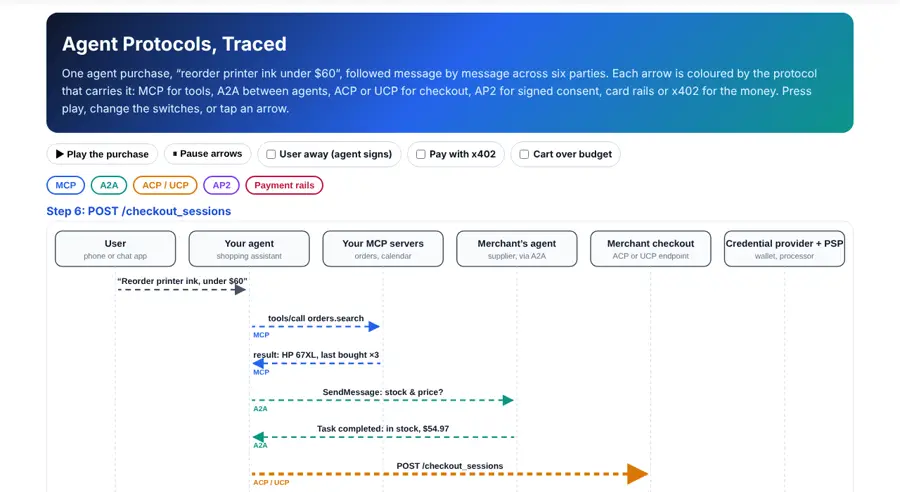 Agent Protocols, Traced
One agent purchase, “reorder printer ink under $60”, followed message by message across six parties. Each arrow is coloured by the protocol
that carries it: MCP for tools, A2A between agents, ACP or UCP for checkout, AP2 for signed consent, card rails or x402 for the money. Press
play, change the switches, or tap an arrow.
▶ Play the purchase
⏸ Pause arrows
User away (agent signs)
Pay with x402
Cart over budget
MCP
A2A
ACP / UCP
AP2
Payment rails
Step 6: POST /checkout_sessions
User
phone or chat app
Your agent
shopping assistant
Your MCP servers
orders, calendar
Merchant’s agent
supplier, via A2A
Merchant checkout
ACP or UCP endpoint
Credential provider + PSP
wallet, processor
“Reorder printer ink, under $60”
tools/call orders.search
MCP
result: HP 67XL, last bought ×3
MCP
SendMessage: stock & price?
A2A
Task completed: in stock, $54.97
A2A
POST /checkout_sessions
ACP / UCP